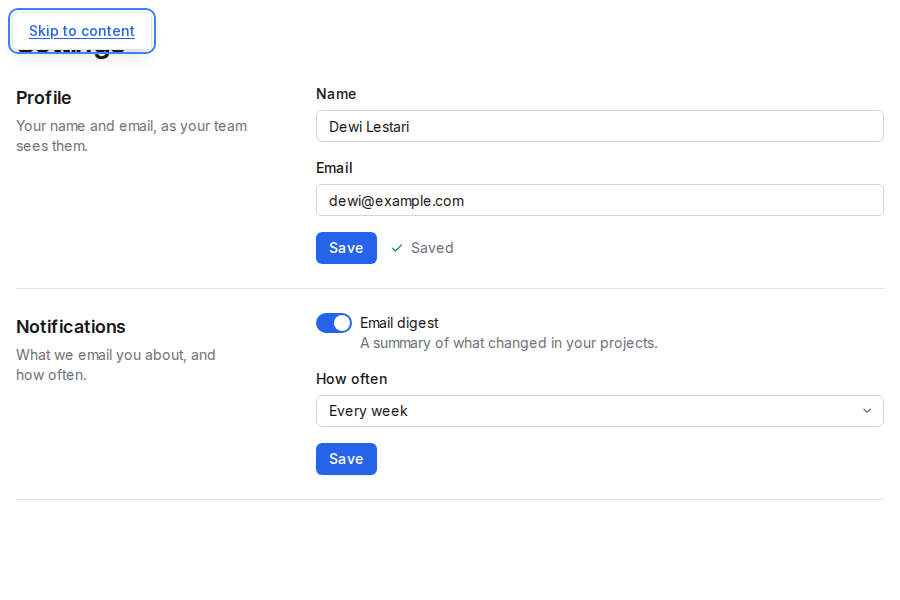 Skip to content
Profile
Your name and email, as your team
sees them.
Name
Dewi Lestari
Email
dewi@example.com
Save
Saved
Notifications
What we email you about, and
how often.
Email digest
A summary of what changed in your projects.
How often
Every week
Save